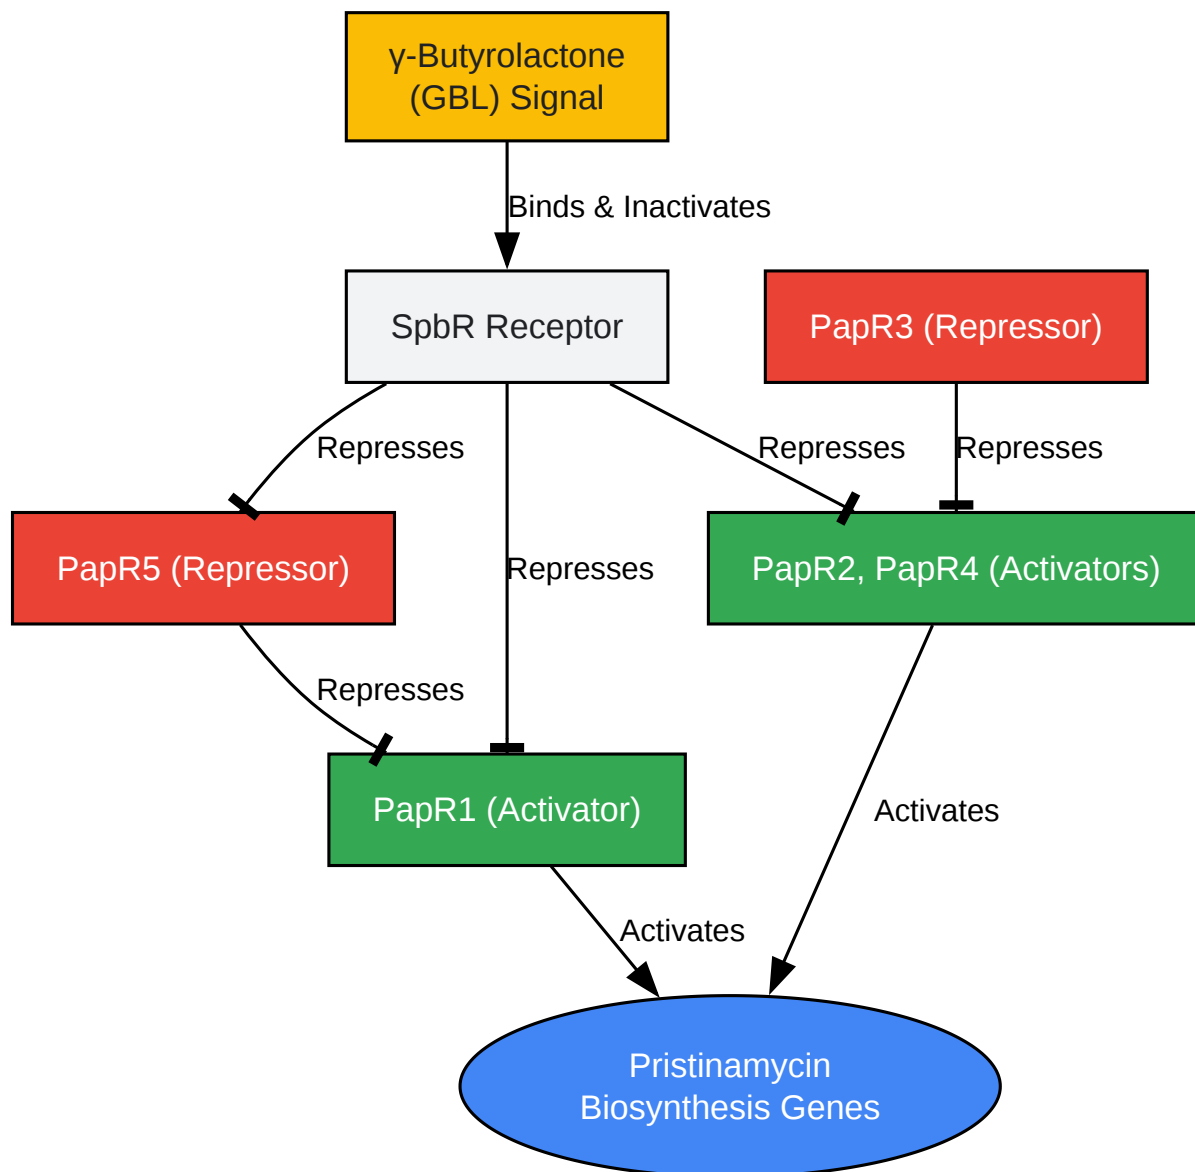 γ-Butyrolactone
(GBL) Signal
Binds & Inactivates
SpbR Receptor
PapR3 (Repressor)
Represses
Represses
Represses
PapR5 (Repressor)
Represses
PapR2, PapR4 (Activators)
Represses
PapR1 (Activator)
Activates
Activates
Pristinamycin
Biosynthesis Genes